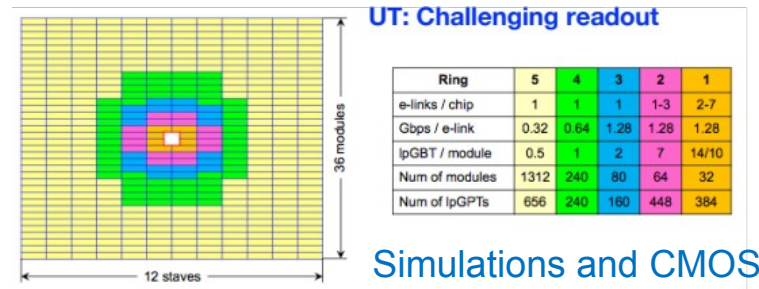 UT: Challenging readout
36 modules
12 staves
Ring 5 4 3 2 1
e-links / chip 1 1 1 1-3 2-7
Gbps / e-link 0.32 0.64 1.28 1.28 1.28
lpGBT / module 0.5 1 2 7 14/10
Num of modules 1312 240 80 64 32
Num of lpGPTs 656 240 160 448 384
Simulations and CMOS